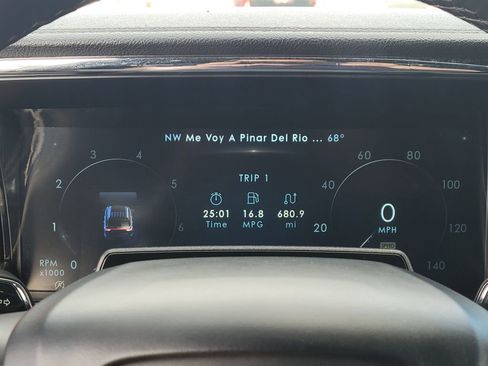 NW Me Voy A Pinar Del Rio ... 68°
TRIP 1
25:01 16.8 680.9
Time MPG mi
3 4
2 5
1 6
0
RPM
x1000
60 80
40 100
20 120
140
0
MPH